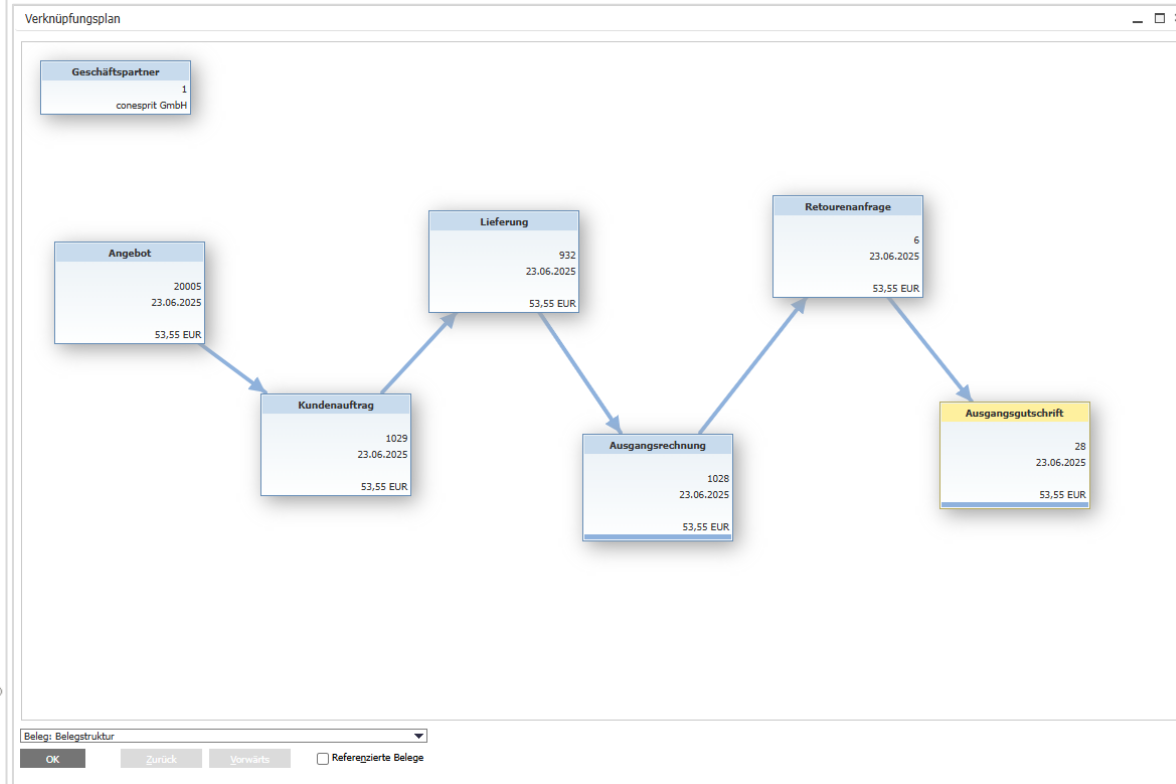 Verknüpfungsplan
Geschäftspartner
1
conesprit GmbH
Angebot
20005
23.06.2025
53,55 EUR
Kundenauftrag
1029
23.06.2025
53,55 EUR
Lieferung
932
23.06.2025
53,55 EUR
Ausgangsrechnung
1028
23.06.2025
53,55 EUR
Retourenanfrage
6
23.06.2025
53,55 EUR
Ausgangsgutschrift
28
23.06.2025
53,55 EUR
Beleg: Belegstruktur
OK
Zurück
Vorwärts
Referenzierte Belege